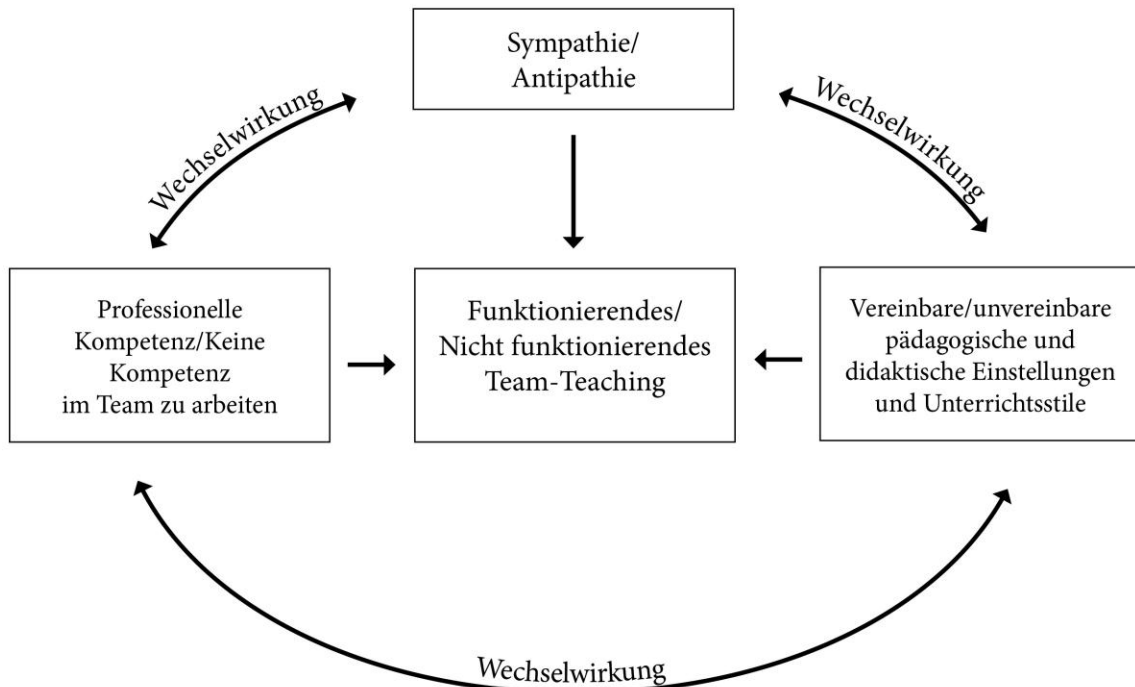 Sympathie/
Antipathie
Wechselwirkung
Wechselwirkung
Professionelle
Kompetenz/Keine
Kompetenz
im Team zu arbeiten
Funktionierendes/
Nicht funktionierendes
Team-Teaching
Vereinbare/unvereinbare
pädagogische und
didaktische Einstellungen
und Unterrichtsstile
Wechselwirkung